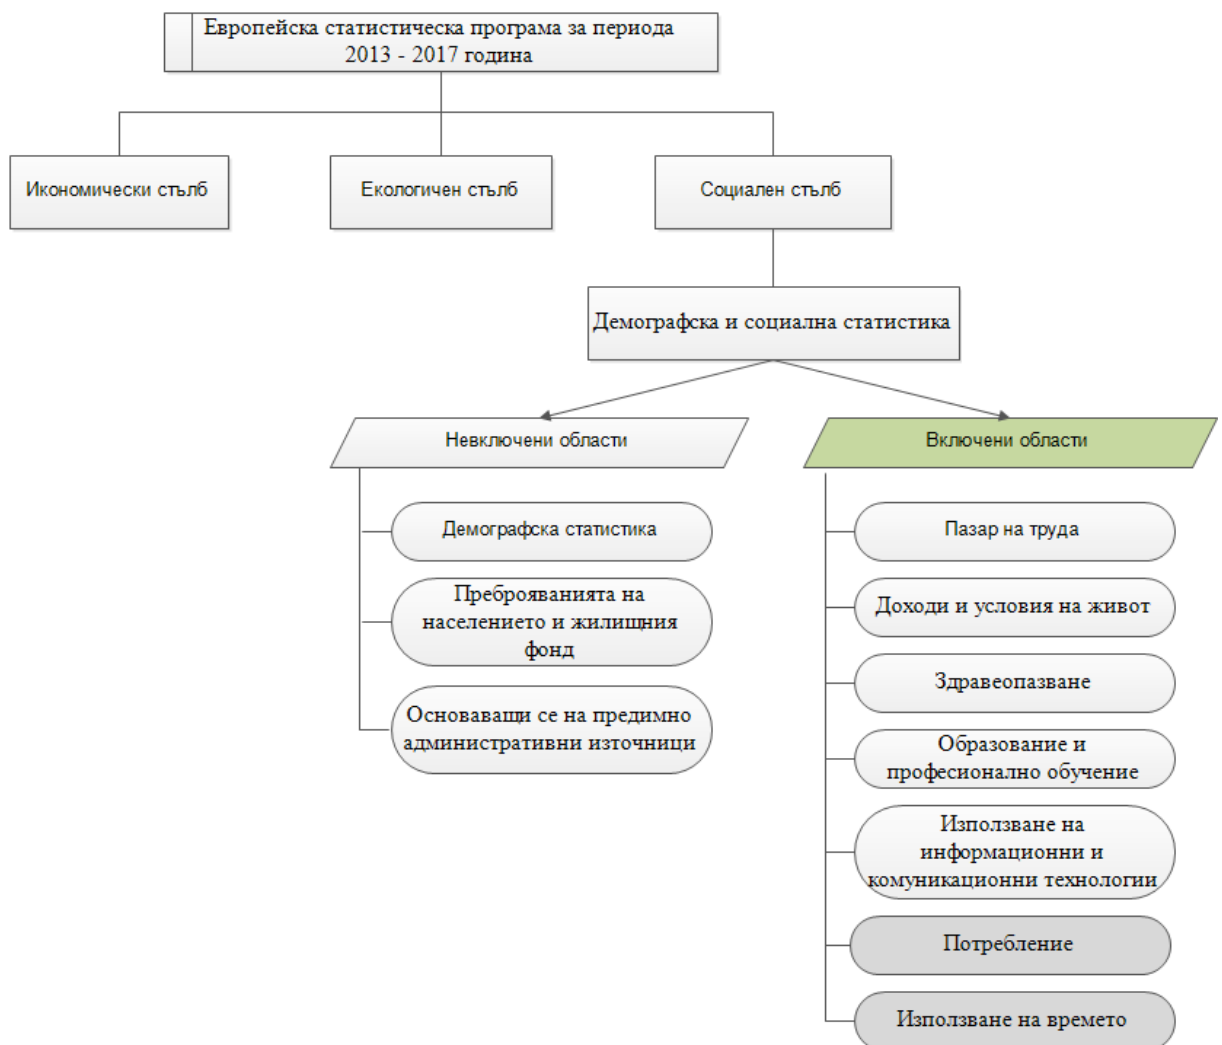 Европейска статистическа програма за периода
2013 - 2017 година
Икономически стълб
Екологичен стълб
Социален стълб
Демографска и социална статистика
Невключени области
Включени области
Демографска статистика
Преброяванията на
населението и жилищния
фонд
Основаващи се на предимно
административни източници
Пазар на труда
Доходи и условия на живот
Здравеопазване
Образование и
професионално обучение
Използване на
информационни и
комуникационни технологии
Потребление
Използване на времето